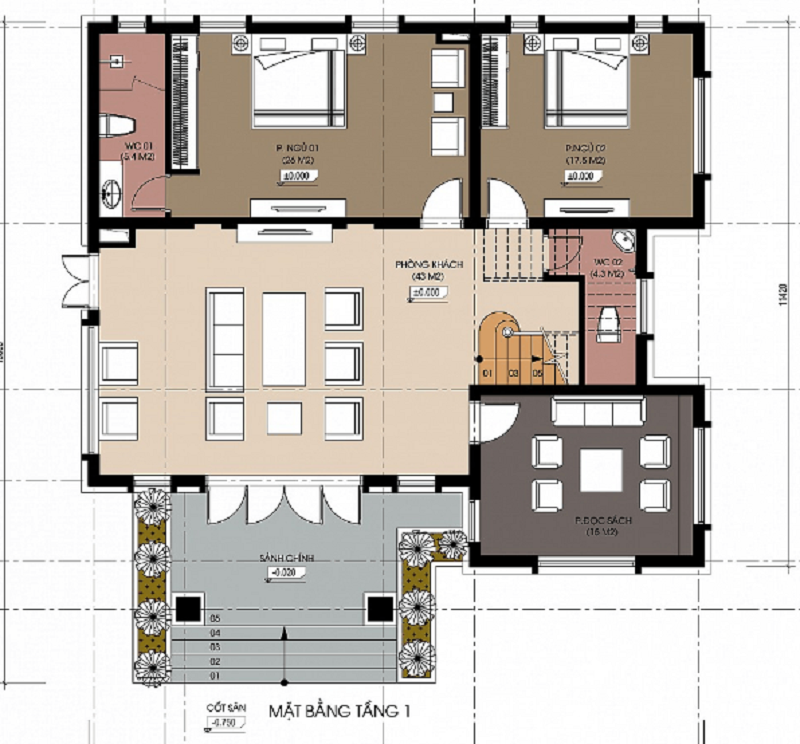 WC 01
(5.4 M2)
P. NGỦ 01
(26 M2)
±0.000
P.NGỦ 02
(17.5 M2)
±0.000
PHÒNG KHÁCH
(43 M2)
±0.000
WC 02
(4.3 M2)
11420
01 03 05
P.ĐỌC SÁCH
(15 M2)
SẢNH CHÍNH
-0.020
05
04
03
02
01
CỐT SÂN
-0.750
MẶT BẰNG TẦNG 1